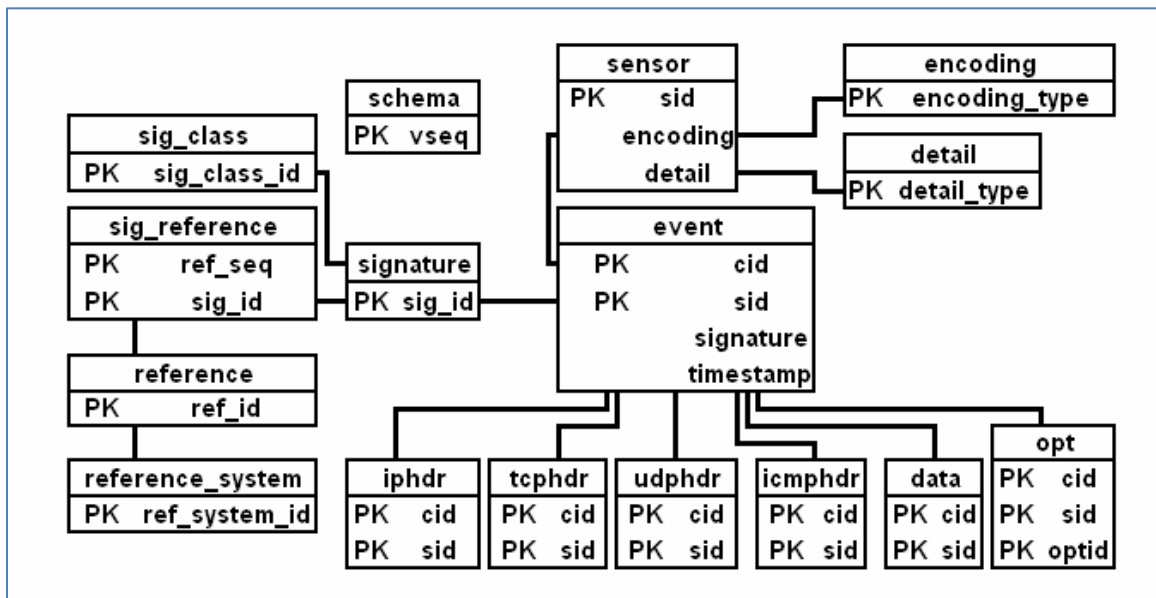 sensor
PK sid
encoding
detail
encoding
PK encoding_type
detail
PK detail_type
schema
PK vseq
sig_class
PK sig_class_id
sig_reference
PK ref_seq
PK sig_id
signature
PK sig_id
event
PK cid
PK sid
signature
timestamp
reference
PK ref_id
reference_system
PK ref_system_id
iphdr
PK cid
PK sid
tcphdr
PK cid
PK sid
udphdr
PK cid
PK sid
icmphdr
PK cid
PK sid
data
PK cid
PK sid
opt
PK cid
PK sid
PK optid